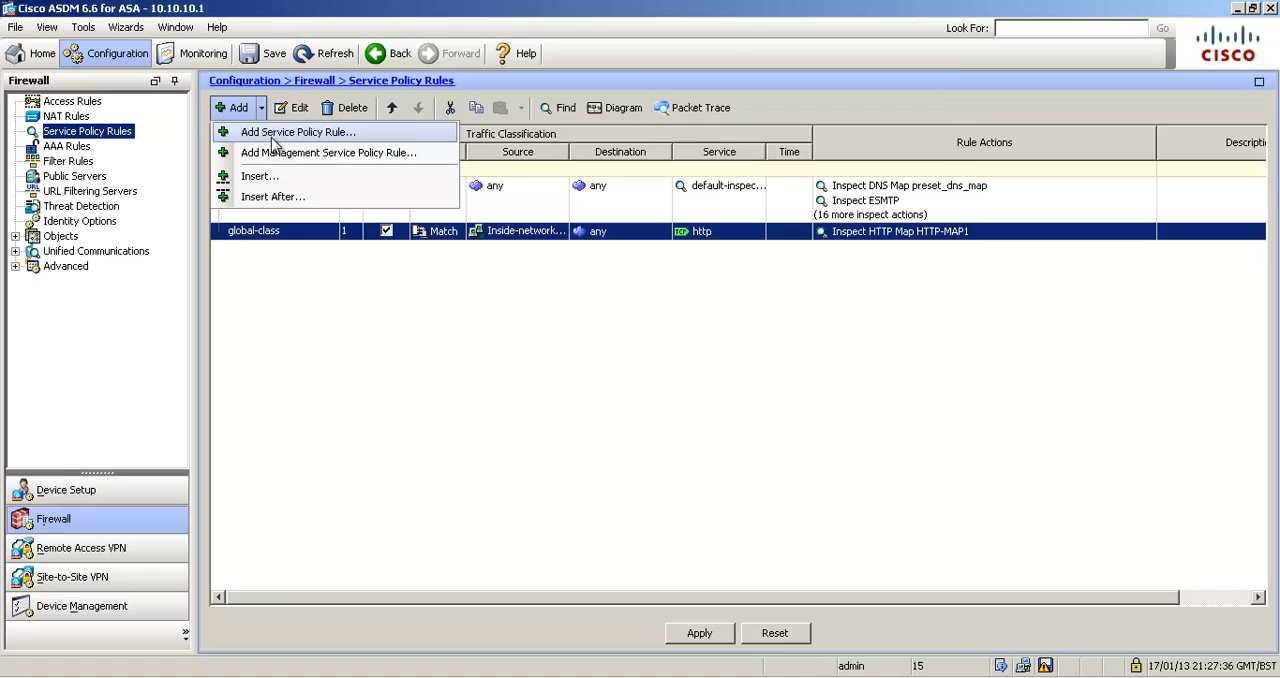 Cisco ASDM 6.6 for ASA - 10.10.10.1
File View Tools Wizards Window Help Look For: Go
Home Configuration Monitoring Save Refresh Back Forward Help
CISCO
Firewall
Access Rules
NAT Rules
Service Policy Rules
AAA Rules
Filter Rules
Public Servers
URL Filtering Servers
Threat Detection
Identity Options
Objects
Unified Communications
Advanced
Device Setup
Firewall
Remote Access VPN
Site-to-Site VPN
Device Management
Configuration > Firewall > Service Policy Rules
Add Edit Delete Find Diagram Packet Trace
Add Service Policy Rule...
Add Management Service Policy Rule...
Insert...
Insert After...
Traffic Classification Rule Actions Descripti
Source Destination Service Time
any any default-inspec... Inspect DNS Map preset_dns_map
Inspect ESMTP
(16 more inspect actions)
global-class 1 Match Inside-network... any http Inspect HTTP Map HTTP-MAP1
Apply Reset
admin 15 17/01/13 21:27:36 GMT/BST